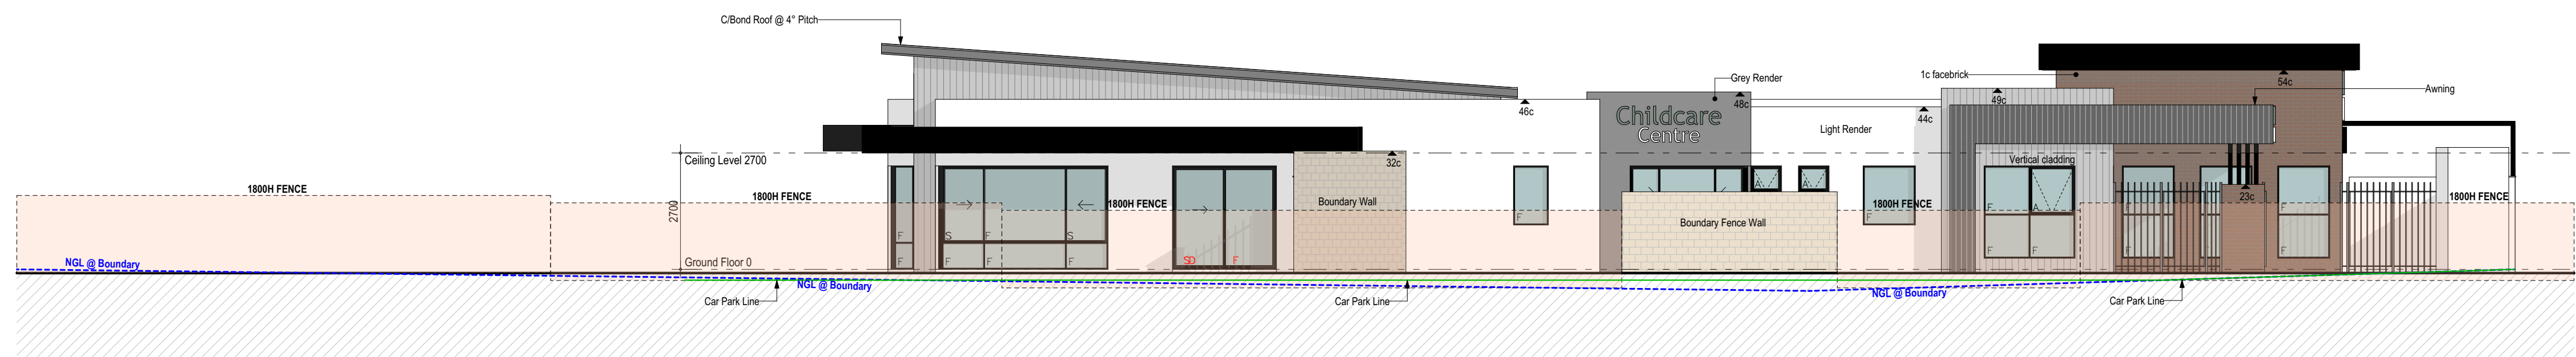 C/Bond Roof @ 4° Pitch
Grey Render
1c facebrick
54c
Awning
49c
48c
46c
44c
Childcare
Centre
Light Render
Ceiling Level 2700
32c
Vertical cladding
1800H FENCE
1800H FENCE
1800H FENCE
1800H FENCE
1800H FENCE
2700
Boundary Wall
Boundary Fence Wall
23c
A
A
F
F
F
A
F
F
F
S
F
S
F
F
F
F
F
F
F
F
SD
F
Ground Floor 0
NGL @ Boundary
NGL @ Boundary
NGL @ Boundary
Car Park Line
Car Park Line
Car Park Line